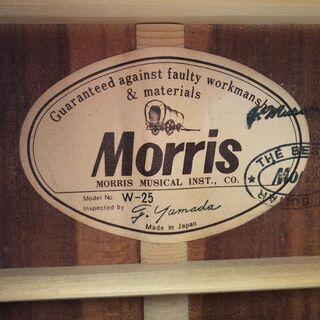 Guaranteed against faulty workmanship
& materials
Morris
MORRIS MUSICAL INST., CO.
Model No W-25
Inspected by F. Yamada
Made in Japan
THE BE
Mo